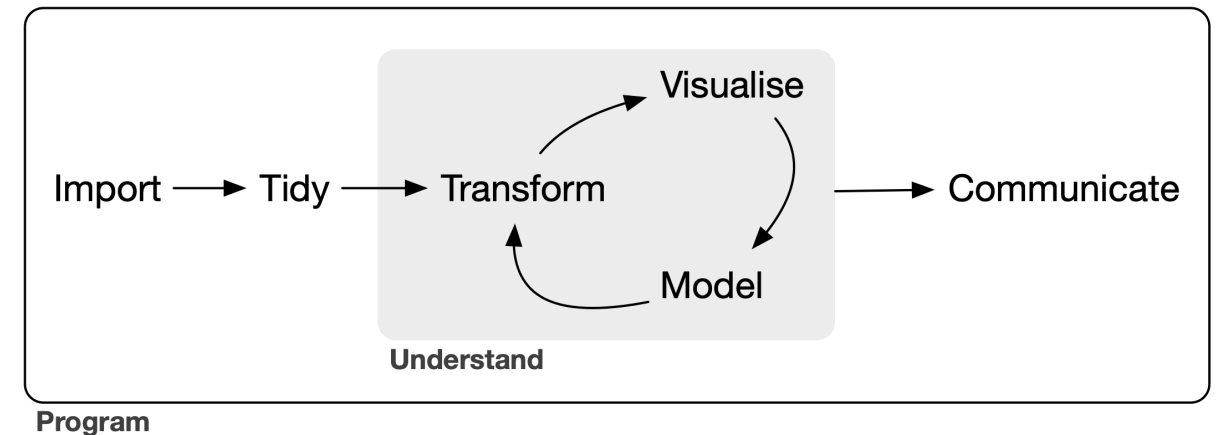 Visualise
Import
Tidy
Transform
Communicate
Model
Understand
Program